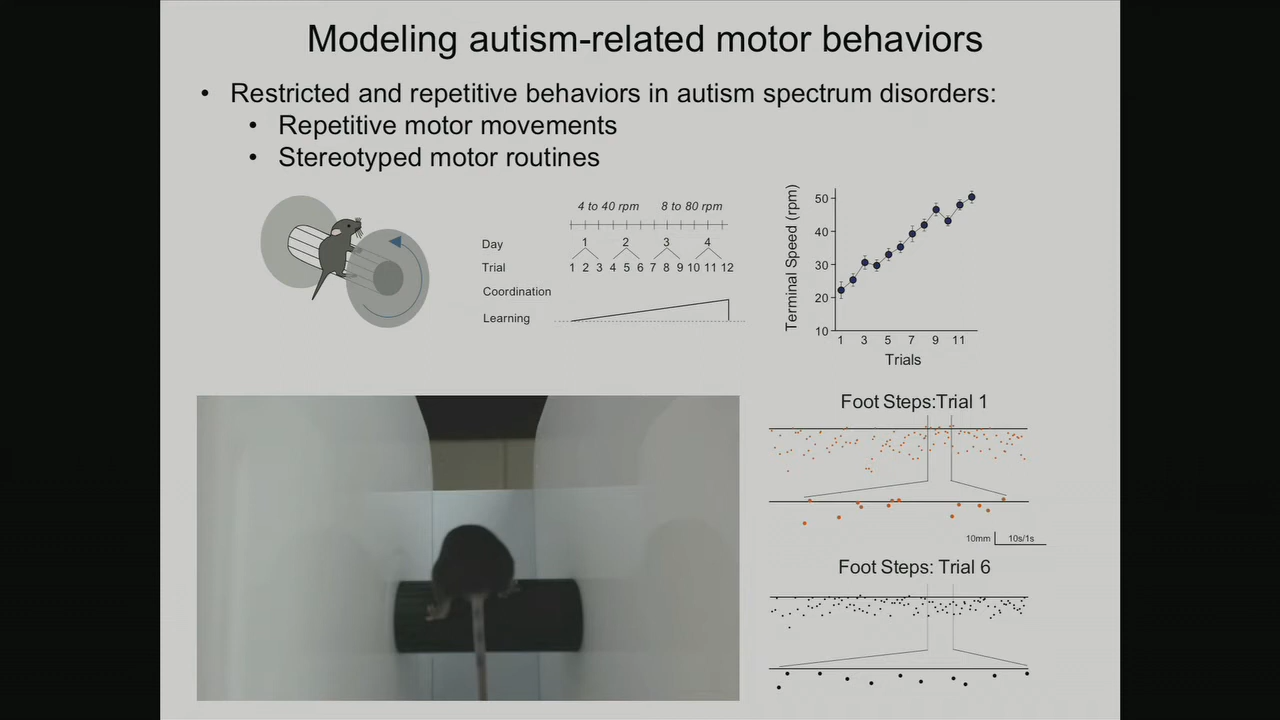 Modeling autism-related motor behaviors
• Restricted and repetitive behaviors in autism spectrum disorders:
• Repetitive motor movements
• Stereotyped motor routines
4 to 40 rpm 8 to 80 rpm
Day 1 2 3 4
Trial 1 2 3 4 5 6 7 8 9 10 11 12
Coordination
Learning
Terminal Speed (rpm)
50
40
30
20
10
1 3 5 7 9 11
Trials
Foot Steps:Trial 1
10mm 10s/1s
Foot Steps: Trial 6